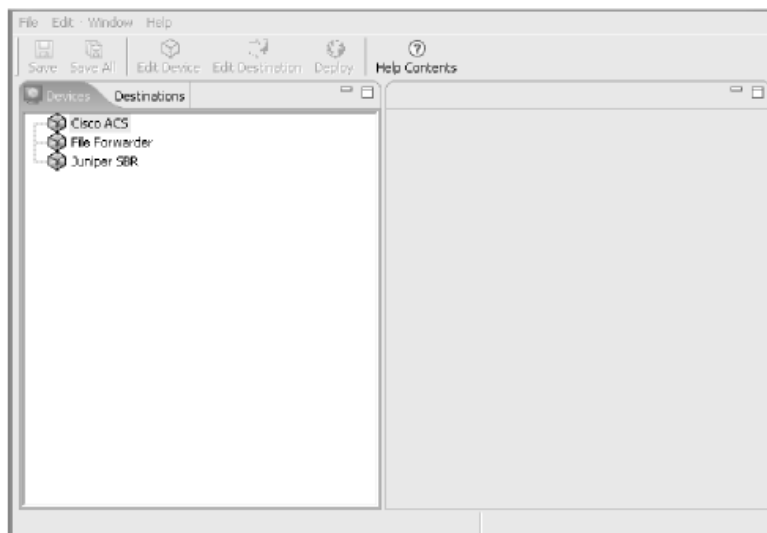 File Edit Window Help
Save Save All Edit Device Edit Destination Deploy Help Contents
Devices Destinations
Cisco ACS
File Forwarder
Juniper SBR